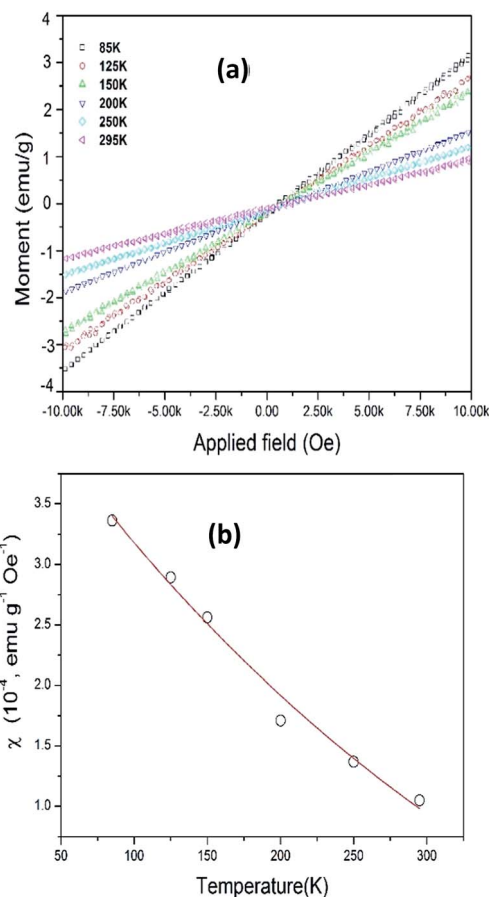 (a)
85K
125K
150K
200K
250K
295K
4
3
2
1
0
-1
-2
-3
-4
Moment (emu/g)
-10.00k -7.50k -5.00k -2.50k 0.00 2.50k 5.00k 7.50k 10.00k
Applied field (Oe)
(b)
3.5
3.0
2.5
2.0
1.5
1.0
χ (10⁻⁴, emu g⁻¹ Oe⁻¹)
50 100 150 200 250 300
Temperature(K)